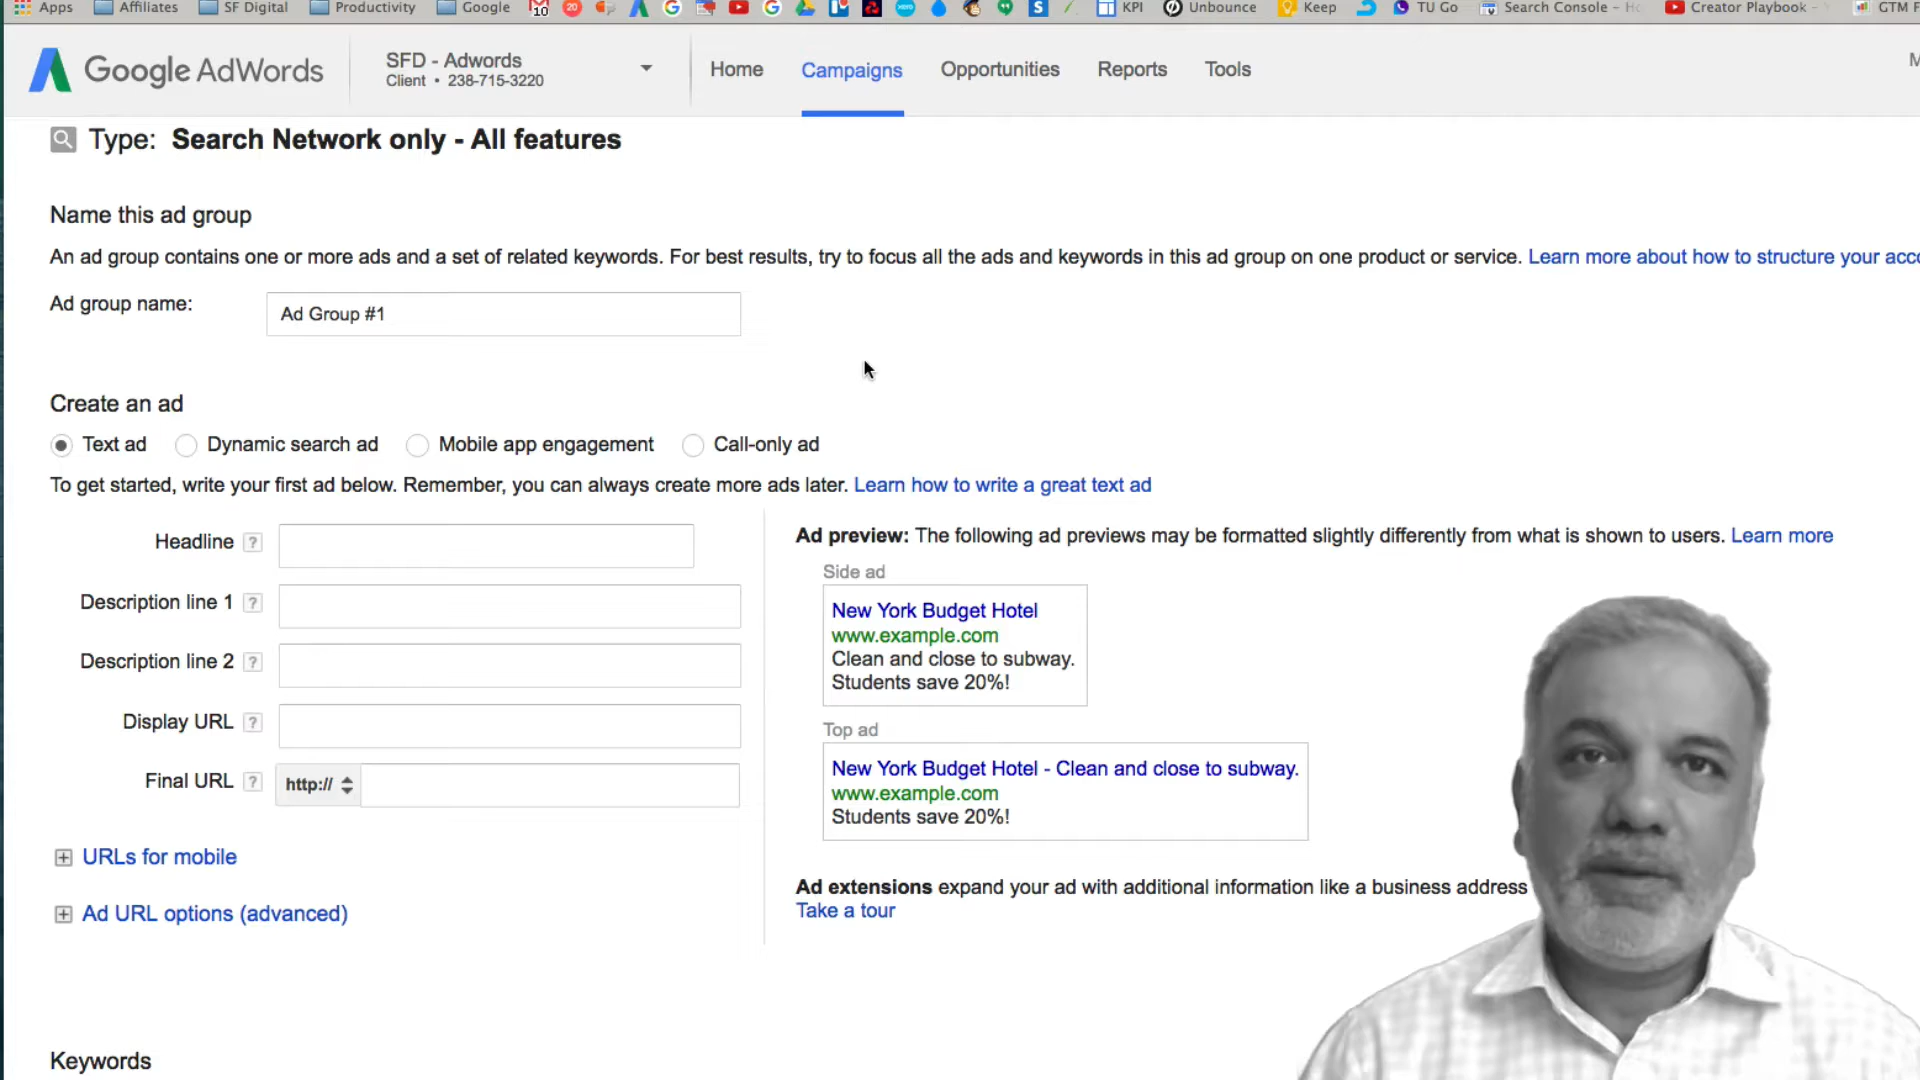 Apps Affiliates SF Digital Productivity Google 10 20 KPI Unbounce Keep TU Go Search Console - Ho Creator Playbook - GTM F
Google AdWords
SFD - Adwords
Client • 238-715-3220
Home Campaigns Opportunities Reports Tools M
Type: Search Network only - All features
Name this ad group
An ad group contains one or more ads and a set of related keywords. For best results, try to focus all the ads and keywords in this ad group on one product or service. Learn more about how to structure your acco
Ad group name: Ad Group #1
Create an ad
Text ad Dynamic search ad Mobile app engagement Call-only ad
To get started, write your first ad below. Remember, you can always create more ads later. Learn how to write a great text ad
Headline ?
Description line 1 ?
Description line 2 ?
Display URL ?
Final URL ? http://
URLs for mobile
Ad URL options (advanced)
Ad preview: The following ad previews may be formatted slightly differently from what is shown to users. Learn more
Side ad
New York Budget Hotel
www.example.com
Clean and close to subway.
Students save 20%!
Top ad
New York Budget Hotel - Clean and close to subway.
www.example.com
Students save 20%!
Ad extensions expand your ad with additional information like a business address
Take a tour
Keywords